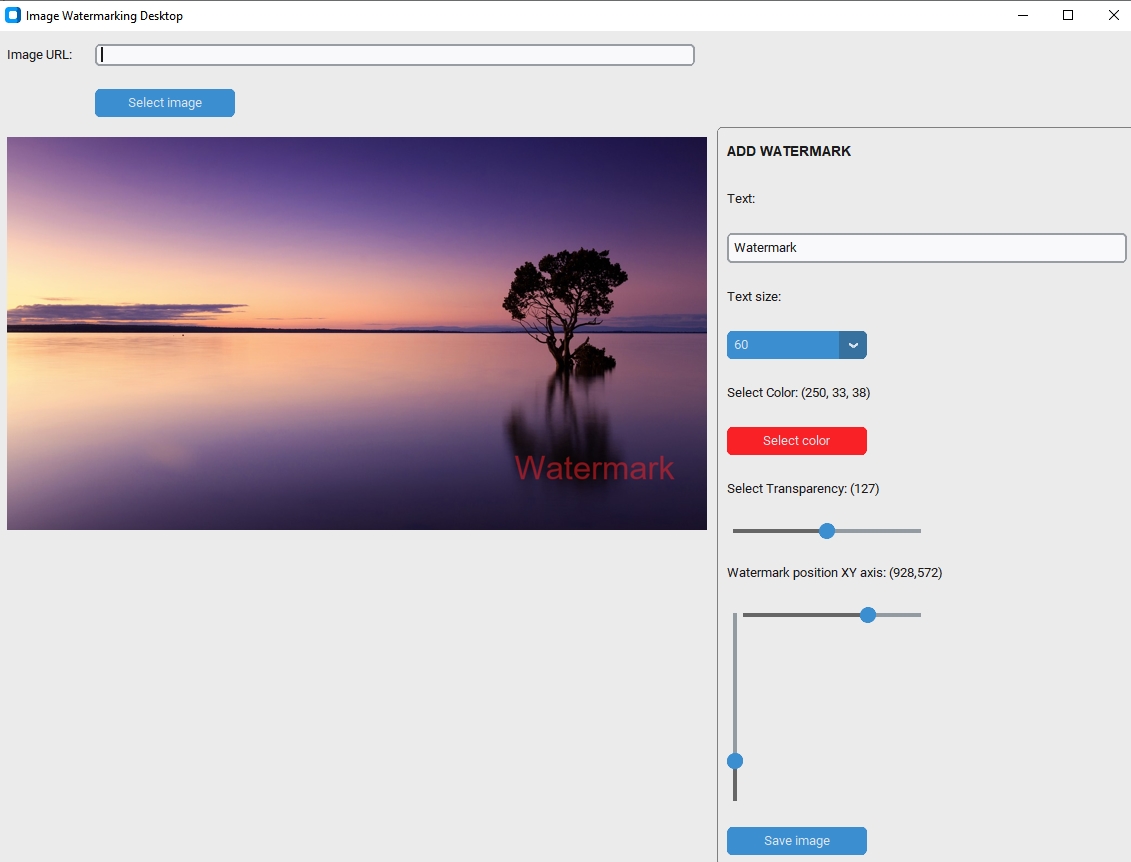 Image Watermarking Desktop
Image URL:
Select image
ADD WATERMARK
Text:
Watermark
Text size:
60
Select Color: (250, 33, 38)
Select color
Watermark
Select Transparency: (127)
Watermark position XY axis: (928,572)
Save image